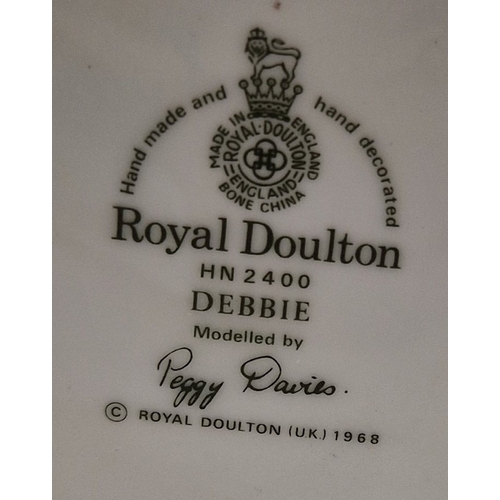 Hand made and hand decorated
MADE IN ENGLAND
ROYAL·DOULTON
ENGLAND
BONE CHINA
Royal Doulton
HN 2400
DEBBIE
Modelled by
Peggy Davies.
© ROYAL DOULTON (U.K.) 1968